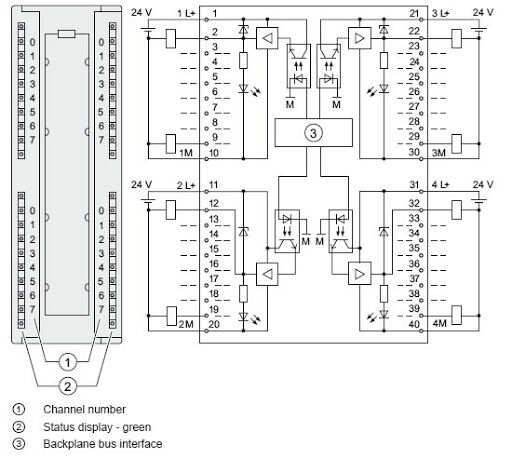 24 V 1 L+ 1 21 3 L+ 24 V
2 22
0 0 3 23
1 1 4 24
2 2 5 25
3 3 6 26
4 4 M M
5 5 7 27
6 6 8 28
7 7 9 3 29
1M 10 30 3M
24 V 2 L+ 11 31 4 L+ 24 V
12 32
0 0 13 M M 33
1 1 14 34
2 2 15 35
3 3 16 36
4 4 17 37
5 5 18 38
6 6 19 39
7 7 2M 20 40 4M
1
2
1 Channel number
2 Status display - green
3 Backplane bus interface